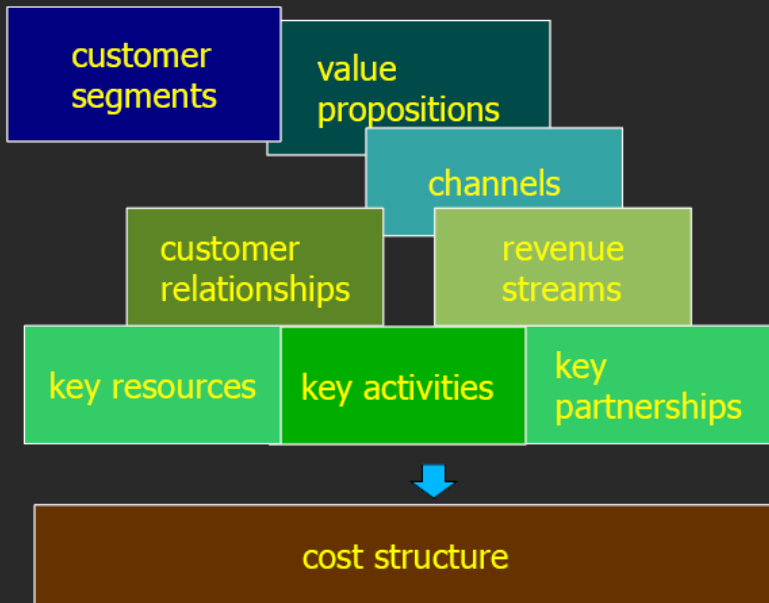 customer
segments
value
propositions
channels
customer
relationships
revenue
streams
key resources
key activities
key
partnerships
cost structure